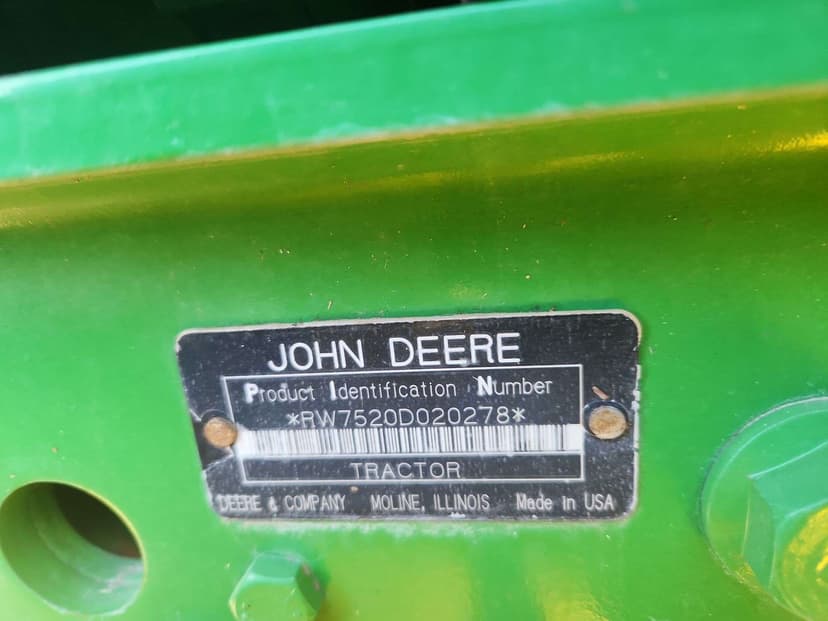 JOHN DEERE
Product Identification Number
*RW7520D020278*
TRACTOR
DEERE & COMPANY MOLINE, ILLINOIS Made in USA